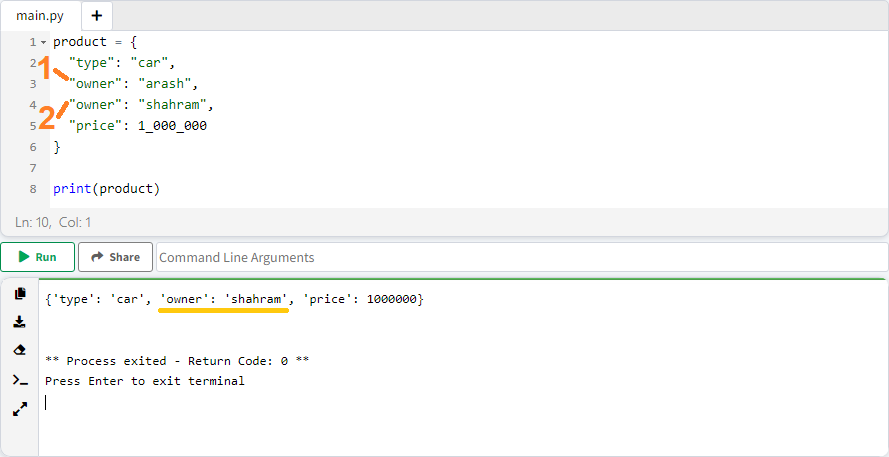 main.py +
1 product = {
2 "type": "car",
1
3 "owner": "arash",
4 "owner": "shahram",
2
5 "price": 1_000_000
6 }
7
8 print(product)
Ln: 10, Col: 1
Run Share Command Line Arguments
{'type': 'car', 'owner': 'shahram', 'price': 1000000}
** Process exited - Return Code: 0 **
Press Enter to exit terminal